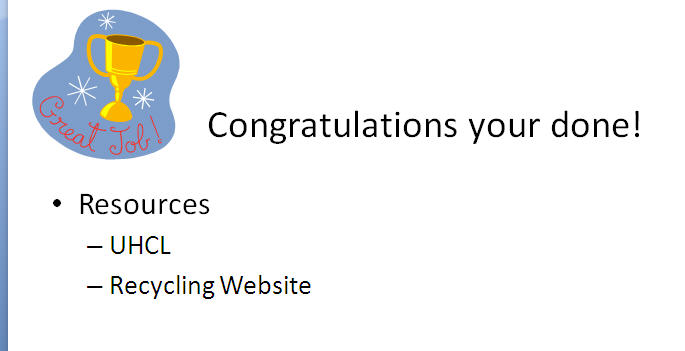 Great Job!
Congratulations your done!
• Resources
– UHCL
– Recycling Website